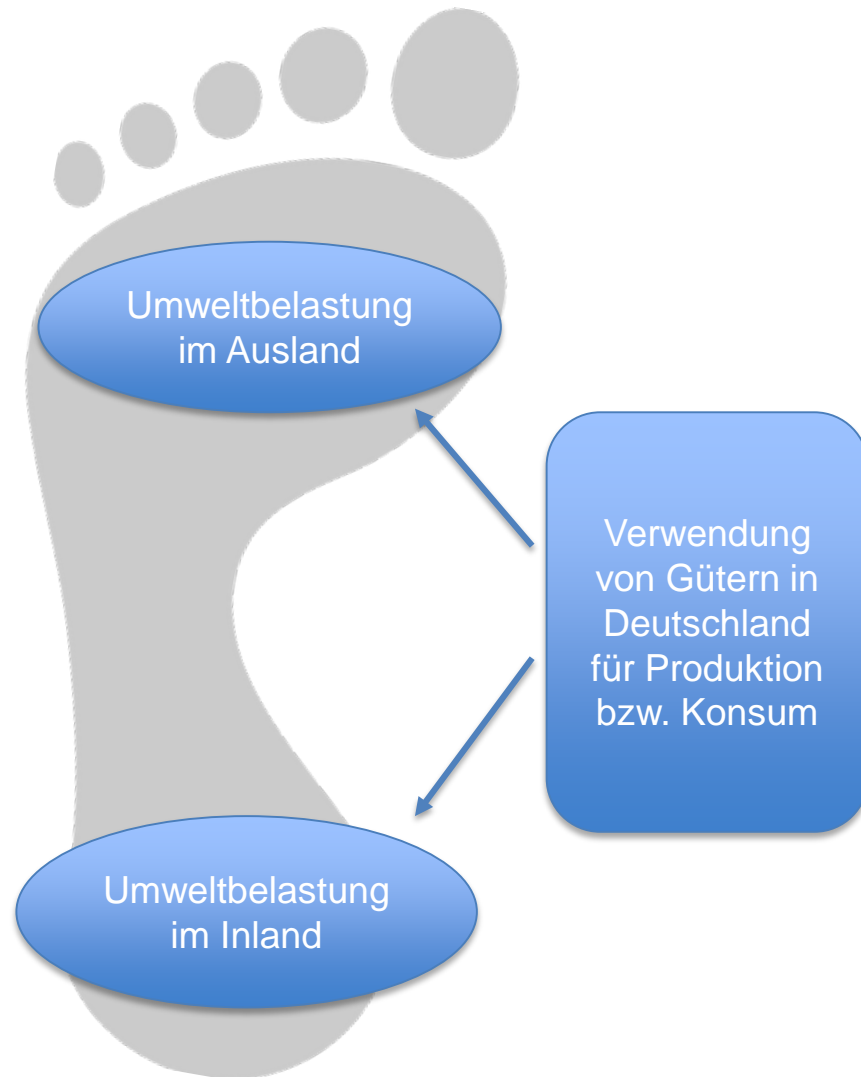 Umweltbelastung
im Ausland
Verwendung
von Gütern in
Deutschland
für Produktion
bzw. Konsum
Umweltbelastung
im Inland